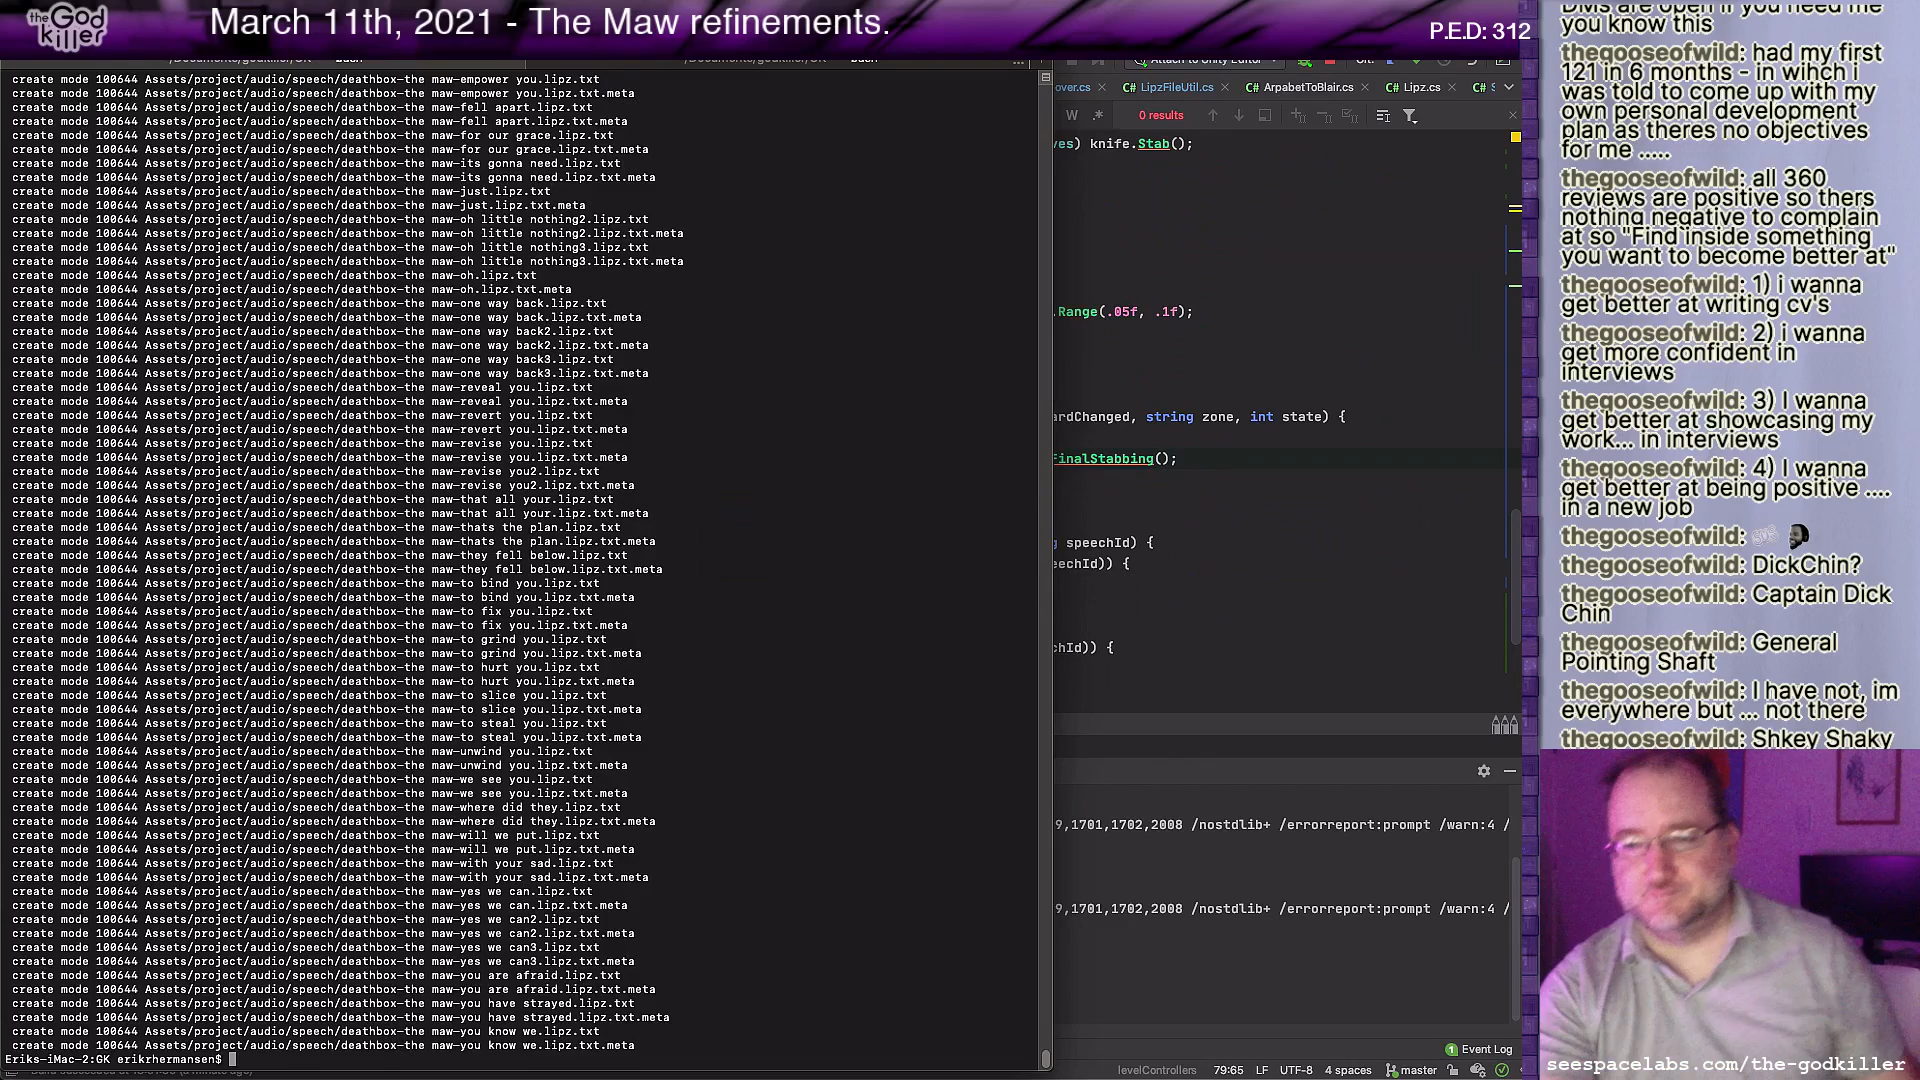 the God killer
March 11th, 2021 - The Maw refinements.
P.E.D: 312
create mode 100644 Assets/project/audio/speech/deathbox-the maw-empower you.lipz.txt
create mode 100644 Assets/project/audio/speech/deathbox-the maw-empower you.lipz.txt.meta
create mode 100644 Assets/project/audio/speech/deathbox-the maw-fell apart.lipz.txt
create mode 100644 Assets/project/audio/speech/deathbox-the maw-fell apart.lipz.txt.meta
create mode 100644 Assets/project/audio/speech/deathbox-the maw-for our grace.lipz.txt
create mode 100644 Assets/project/audio/speech/deathbox-the maw-for our grace.lipz.txt.meta
create mode 100644 Assets/project/audio/speech/deathbox-the maw-its gonna need.lipz.txt
create mode 100644 Assets/project/audio/speech/deathbox-the maw-its gonna need.lipz.txt.meta
create mode 100644 Assets/project/audio/speech/deathbox-the maw-just.lipz.txt
create mode 100644 Assets/project/audio/speech/deathbox-the maw-just.lipz.txt.meta
create mode 100644 Assets/project/audio/speech/deathbox-the maw-oh little nothing2.lipz.txt
create mode 100644 Assets/project/audio/speech/deathbox-the maw-oh little nothing2.lipz.txt.meta
create mode 100644 Assets/project/audio/speech/deathbox-the maw-oh little nothing3.lipz.txt
create mode 100644 Assets/project/audio/speech/deathbox-the maw-oh little nothing3.lipz.txt.meta
create mode 100644 Assets/project/audio/speech/deathbox-the maw-oh.lipz.txt
create mode 100644 Assets/project/audio/speech/deathbox-the maw-oh.lipz.txt.meta
create mode 100644 Assets/project/audio/speech/deathbox-the maw-one way back.lipz.txt
create mode 100644 Assets/project/audio/speech/deathbox-the maw-one way back.lipz.txt.meta
create mode 100644 Assets/project/audio/speech/deathbox-the maw-one way back2.lipz.txt
create mode 100644 Assets/project/audio/speech/deathbox-the maw-one way back2.lipz.txt.meta
create mode 100644 Assets/project/audio/speech/deathbox-the maw-one way back3.lipz.txt
create mode 100644 Assets/project/audio/speech/deathbox-the maw-one way back3.lipz.txt.meta
create mode 100644 Assets/project/audio/speech/deathbox-the maw-reveal you.lipz.txt
create mode 100644 Assets/project/audio/speech/deathbox-the maw-reveal you.lipz.txt.meta
create mode 100644 Assets/project/audio/speech/deathbox-the maw-revert you.lipz.txt
create mode 100644 Assets/project/audio/speech/deathbox-the maw-revert you.lipz.txt.meta
create mode 100644 Assets/project/audio/speech/deathbox-the maw-revise you.lipz.txt
create mode 100644 Assets/project/audio/speech/deathbox-the maw-revise you.lipz.txt.meta
create mode 100644 Assets/project/audio/speech/deathbox-the maw-revise you2.lipz.txt
create mode 100644 Assets/project/audio/speech/deathbox-the maw-revise you2.lipz.txt.meta
create mode 100644 Assets/project/audio/speech/deathbox-the maw-that all your.lipz.txt
create mode 100644 Assets/project/audio/speech/deathbox-the maw-that all your.lipz.txt.meta
create mode 100644 Assets/project/audio/speech/deathbox-the maw-thats the plan.lipz.txt
create mode 100644 Assets/project/audio/speech/deathbox-the maw-thats the plan.lipz.txt.meta
create mode 100644 Assets/project/audio/speech/deathbox-the maw-they fell below.lipz.txt
create mode 100644 Assets/project/audio/speech/deathbox-the maw-they fell below.lipz.txt.meta
create mode 100644 Assets/project/audio/speech/deathbox-the maw-to bind you.lipz.txt
create mode 100644 Assets/project/audio/speech/deathbox-the maw-to bind you.lipz.txt.meta
create mode 100644 Assets/project/audio/speech/deathbox-the maw-to fix you.lipz.txt
create mode 100644 Assets/project/audio/speech/deathbox-the maw-to fix you.lipz.txt.meta
create mode 100644 Assets/project/audio/speech/deathbox-the maw-to grind you.lipz.txt
create mode 100644 Assets/project/audio/speech/deathbox-the maw-to grind you.lipz.txt.meta
create mode 100644 Assets/project/audio/speech/deathbox-the maw-to hurt you.lipz.txt
create mode 100644 Assets/project/audio/speech/deathbox-the maw-to hurt you.lipz.txt.meta
create mode 100644 Assets/project/audio/speech/deathbox-the maw-to slice you.lipz.txt
create mode 100644 Assets/project/audio/speech/deathbox-the maw-to slice you.lipz.txt.meta
create mode 100644 Assets/project/audio/speech/deathbox-the maw-to steal you.lipz.txt
create mode 100644 Assets/project/audio/speech/deathbox-the maw-to steal you.lipz.txt.meta
create mode 100644 Assets/project/audio/speech/deathbox-the maw-unwind you.lipz.txt
create mode 100644 Assets/project/audio/speech/deathbox-the maw-unwind you.lipz.txt.meta
create mode 100644 Assets/project/audio/speech/deathbox-the maw-we see you.lipz.txt
create mode 100644 Assets/project/audio/speech/deathbox-the maw-we see you.lipz.txt.meta
create mode 100644 Assets/project/audio/speech/deathbox-the maw-where did they.lipz.txt
create mode 100644 Assets/project/audio/speech/deathbox-the maw-where did they.lipz.txt.meta
create mode 100644 Assets/project/audio/speech/deathbox-the maw-will we put.lipz.txt
create mode 100644 Assets/project/audio/speech/deathbox-the maw-will we put.lipz.txt.meta
create mode 100644 Assets/project/audio/speech/deathbox-the maw-with your sad.lipz.txt
create mode 100644 Assets/project/audio/speech/deathbox-the maw-with your sad.lipz.txt.meta
create mode 100644 Assets/project/audio/speech/deathbox-the maw-yes we can.lipz.txt
create mode 100644 Assets/project/audio/speech/deathbox-the maw-yes we can.lipz.txt.meta
create mode 100644 Assets/project/audio/speech/deathbox-the maw-yes we can2.lipz.txt
create mode 100644 Assets/project/audio/speech/deathbox-the maw-yes we can2.lipz.txt.meta
create mode 100644 Assets/project/audio/speech/deathbox-the maw-yes we can3.lipz.txt
create mode 100644 Assets/project/audio/speech/deathbox-the maw-yes we can3.lipz.txt.meta
create mode 100644 Assets/project/audio/speech/deathbox-the maw-you are afraid.lipz.txt
create mode 100644 Assets/project/audio/speech/deathbox-the maw-you are afraid.lipz.txt.meta
create mode 100644 Assets/project/audio/speech/deathbox-the maw-you have strayed.lipz.txt
create mode 100644 Assets/project/audio/speech/deathbox-the maw-you have strayed.lipz.txt.meta
create mode 100644 Assets/project/audio/speech/deathbox-the maw-you know we.lipz.txt
create mode 100644 Assets/project/audio/speech/deathbox-the maw-you know we.lipz.txt.meta
Eriks-iMac-2:GK erikrhermansen$
over.cs LipzFileUtil.cs ArpabetToBlair.cs Lipz.cs
W .* 0 results
ves) knife.Stab();
.Range(.05f, .1f);
ardChanged, string zone, int state) {
FinalStabbing();
g speechId) {
eechId)) {
chId)) {
9,1701,1702,2008 /nostdlib+ /errorreport:prompt /warn:4 /
9,1701,1702,2008 /nostdlib+ /errorreport:prompt /warn:4 /
1 Event Log
levelControllers 79:65 LF UTF-8 4 spaces master
DMs are open if you need me
you know this
thegooseofwild: had my first
121 in 6 months - in wihch i
was told to come up with my
own personal development
plan as theres no objectives
for me .....
thegooseofwild: all 360
reviews are positive so thers
nothing negative to complain
at so "Find inside something
you want to become better at"
thegooseofwild: 1) i wanna
get better at writing cv's
thegooseofwild: 2) i wanna
get more confident in
interviews
thegooseofwild: 3) I wanna
get better at showcasing my
work... in interviews
thegooseofwild: 4) I wanna
get better at being positive ....
in a new job
thegooseofwild:
thegooseofwild: DickChin?
thegooseofwild: Captain Dick
Chin
thegooseofwild: General
Pointing Shaft
thegooseofwild: I have not, im
everywhere but ... not there
thegooseofwild: Shkey Shaky
seespacelabs.com/the-godkiller